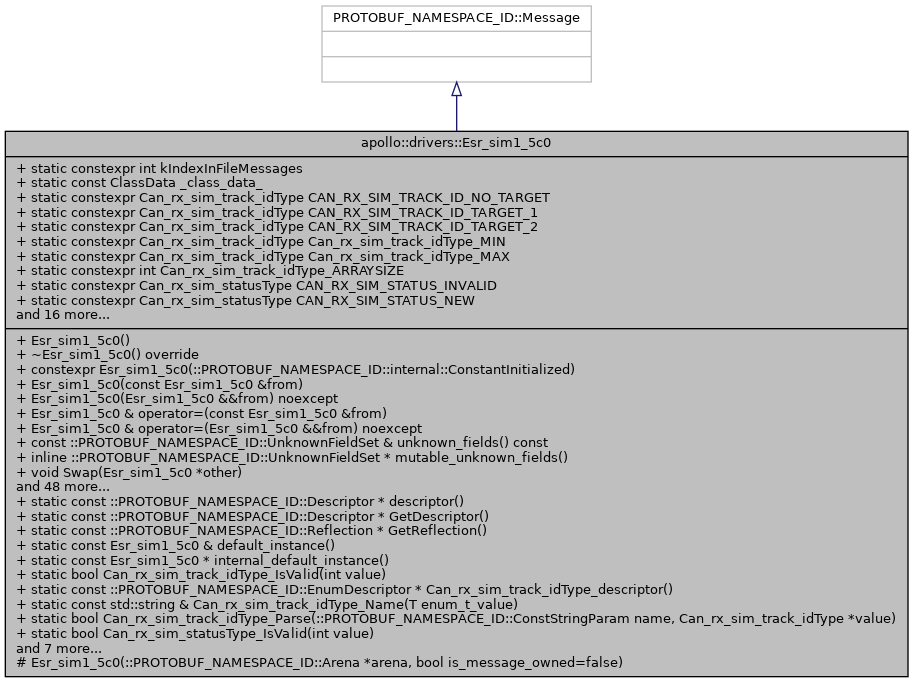 PROTOBUF_NAMESPACE_ID::Message
apollo::drivers::Esr_sim1_5c0
+ static constexpr int kIndexInFileMessages
+ static const ClassData _class_data_
+ static constexpr Can_rx_sim_track_idType CAN_RX_SIM_TRACK_ID_NO_TARGET
+ static constexpr Can_rx_sim_track_idType CAN_RX_SIM_TRACK_ID_TARGET_1
+ static constexpr Can_rx_sim_track_idType CAN_RX_SIM_TRACK_ID_TARGET_2
+ static constexpr Can_rx_sim_track_idType Can_rx_sim_track_idType_MIN
+ static constexpr Can_rx_sim_track_idType Can_rx_sim_track_idType_MAX
+ static constexpr int Can_rx_sim_track_idType_ARRAYSIZE
+ static constexpr Can_rx_sim_statusType CAN_RX_SIM_STATUS_INVALID
+ static constexpr Can_rx_sim_statusType CAN_RX_SIM_STATUS_NEW
and 16 more...
+ Esr_sim1_5c0()
+ ~Esr_sim1_5c0() override
+ constexpr Esr_sim1_5c0(::PROTOBUF_NAMESPACE_ID::internal::ConstantInitialized)
+ Esr_sim1_5c0(const Esr_sim1_5c0 &from)
+ Esr_sim1_5c0(Esr_sim1_5c0 &&from) noexcept
+ Esr_sim1_5c0 & operator=(const Esr_sim1_5c0 &from)
+ Esr_sim1_5c0 & operator=(Esr_sim1_5c0 &&from) noexcept
+ const ::PROTOBUF_NAMESPACE_ID::UnknownFieldSet & unknown_fields() const
+ inline ::PROTOBUF_NAMESPACE_ID::UnknownFieldSet * mutable_unknown_fields()
+ void Swap(Esr_sim1_5c0 *other)
and 48 more...
+ static const ::PROTOBUF_NAMESPACE_ID::Descriptor * descriptor()
+ static const ::PROTOBUF_NAMESPACE_ID::Descriptor * GetDescriptor()
+ static const ::PROTOBUF_NAMESPACE_ID::Reflection * GetReflection()
+ static const Esr_sim1_5c0 & default_instance()
+ static const Esr_sim1_5c0 * internal_default_instance()
+ static bool Can_rx_sim_track_idType_IsValid(int value)
+ static const ::PROTOBUF_NAMESPACE_ID::EnumDescriptor * Can_rx_sim_track_idType_descriptor()
+ static const std::string & Can_rx_sim_track_idType_Name(T enum_t_value)
+ static bool Can_rx_sim_track_idType_Parse(::PROTOBUF_NAMESPACE_ID::ConstStringParam name, Can_rx_sim_track_idType *value)
+ static bool Can_rx_sim_statusType_IsValid(int value)
and 7 more...
# Esr_sim1_5c0(::PROTOBUF_NAMESPACE_ID::Arena *arena, bool is_message_owned=false)